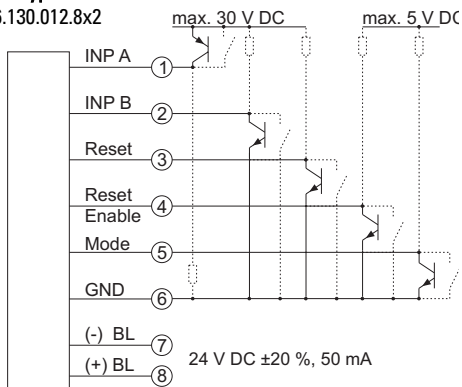 6.130.012.8x2
max. 30 V DC
max. 5 V DC
INP A
1
INP B
2
Reset
3
Reset
Enable
4
Mode
5
GND
6
(-) BL
7
24 V DC ±20 %, 50 mA
(+) BL
8